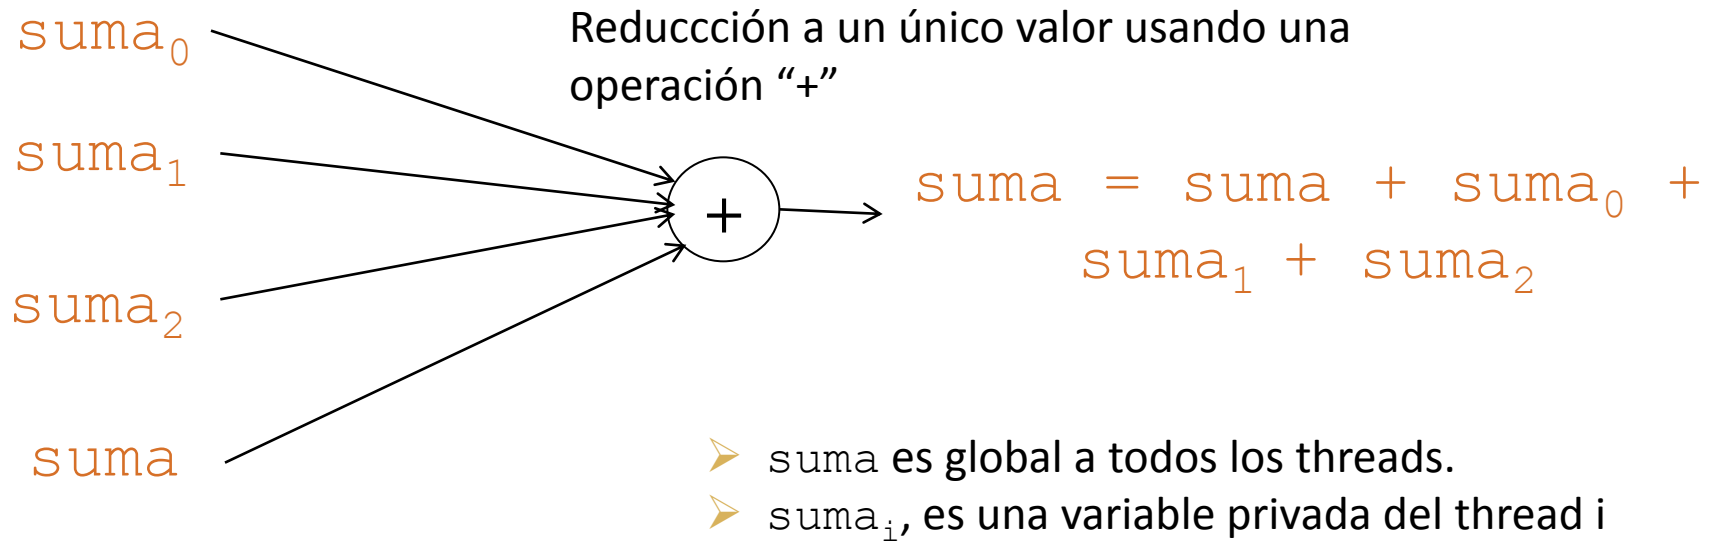 suma₀
Reduccción a un único valor usando una
operación “+”
suma₁
suma₂
suma
+
suma = suma + suma₀ +
suma₁ + suma₂
➢ suma es global a todos los threads.
➢ sumaᵢ, es una variable privada del thread i